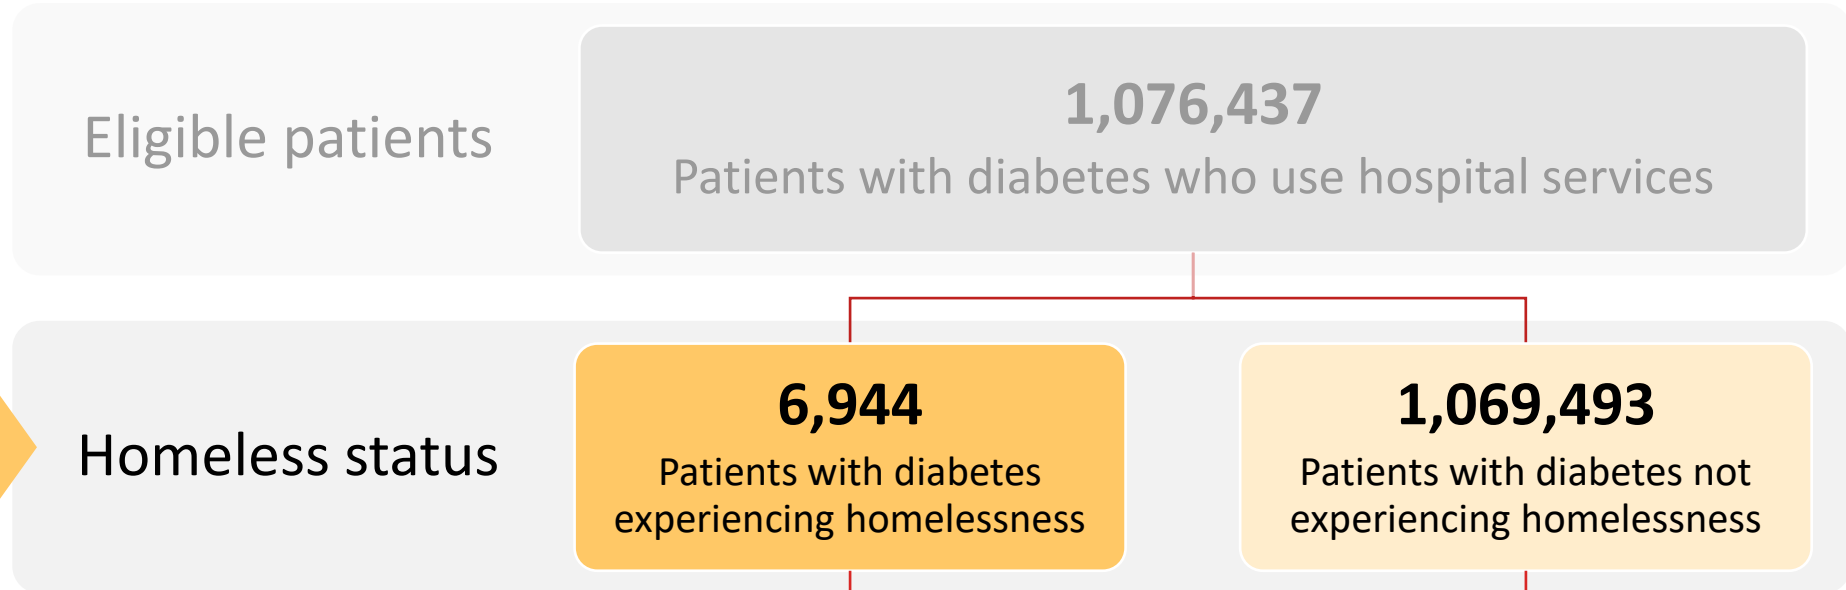 Eligible patients
1,076,437
Patients with diabetes who use hospital services
Homeless status
6,944
Patients with diabetes
experiencing homelessness
1,069,493
Patients with diabetes not
experiencing homelessness